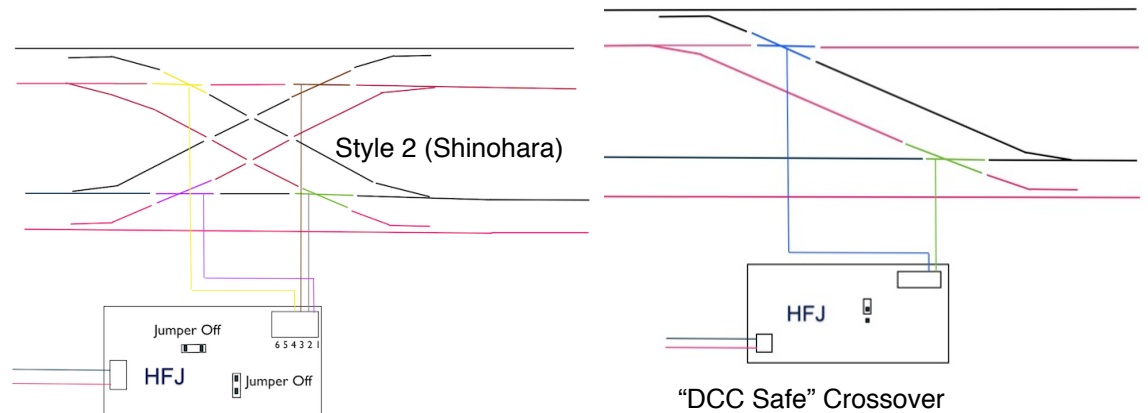 Style 2 (Shinohara)
Jumper Off
6 5 4 3 2 1
HFJ
Jumper Off
HFJ
“DCC Safe” Crossover